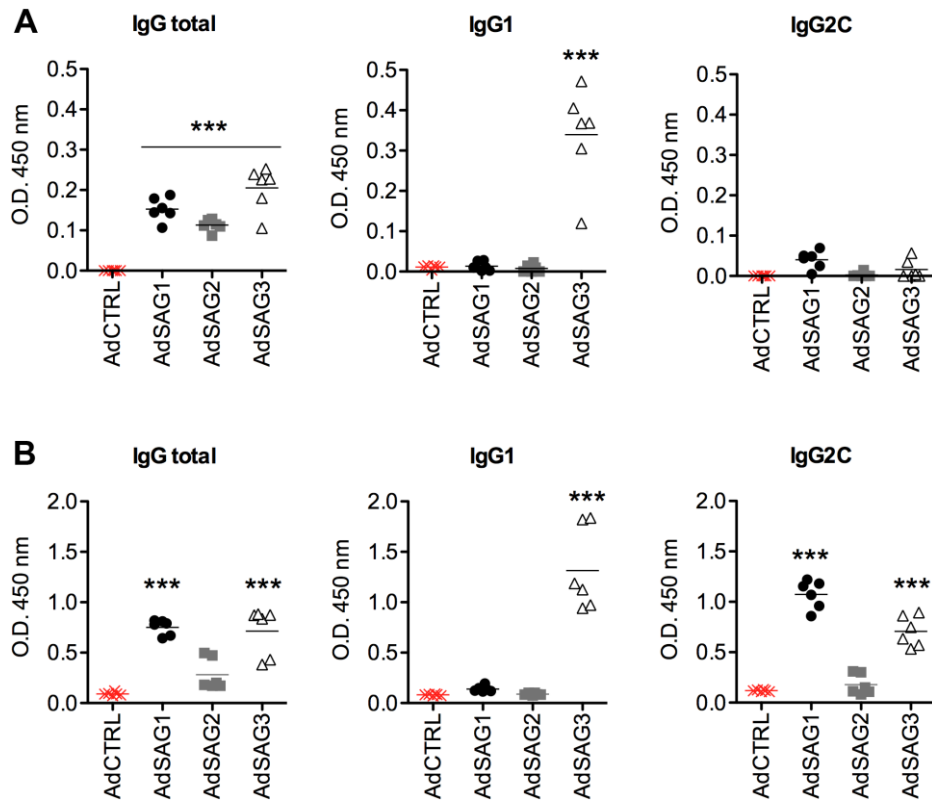 A
IgG total
IgG1
IgG2C
O.D. 450 nm
0.5
0.4
0.3
0.2
0.1
0.0
***
AdCTRL
AdSAG1
AdSAG2
AdSAG3
O.D. 450 nm
0.5
0.4
0.3
0.2
0.1
0.0
***
AdCTRL
AdSAG1
AdSAG2
AdSAG3
O.D. 450 nm
0.5
0.4
0.3
0.2
0.1
0.0
AdCTRL
AdSAG1
AdSAG2
AdSAG3
B
IgG total
IgG1
IgG2C
O.D. 450 nm
2.0
1.5
1.0
0.5
0.0
***
***
AdCTRL
AdSAG1
AdSAG2
AdSAG3
O.D. 450 nm
2.0
1.5
1.0
0.5
0.0
***
AdCTRL
AdSAG1
AdSAG2
AdSAG3
O.D. 450 nm
2.0
1.5
1.0
0.5
0.0
***
***
AdCTRL
AdSAG1
AdSAG2
AdSAG3